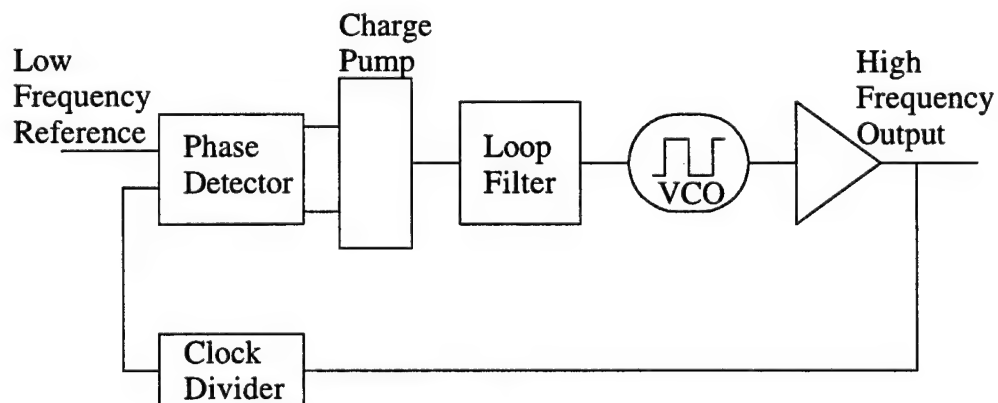 Charge
Pump
Low
Frequency
Reference
High
Frequency
Output
Phase
Detector
Loop
Filter
VCO
Clock
Divider